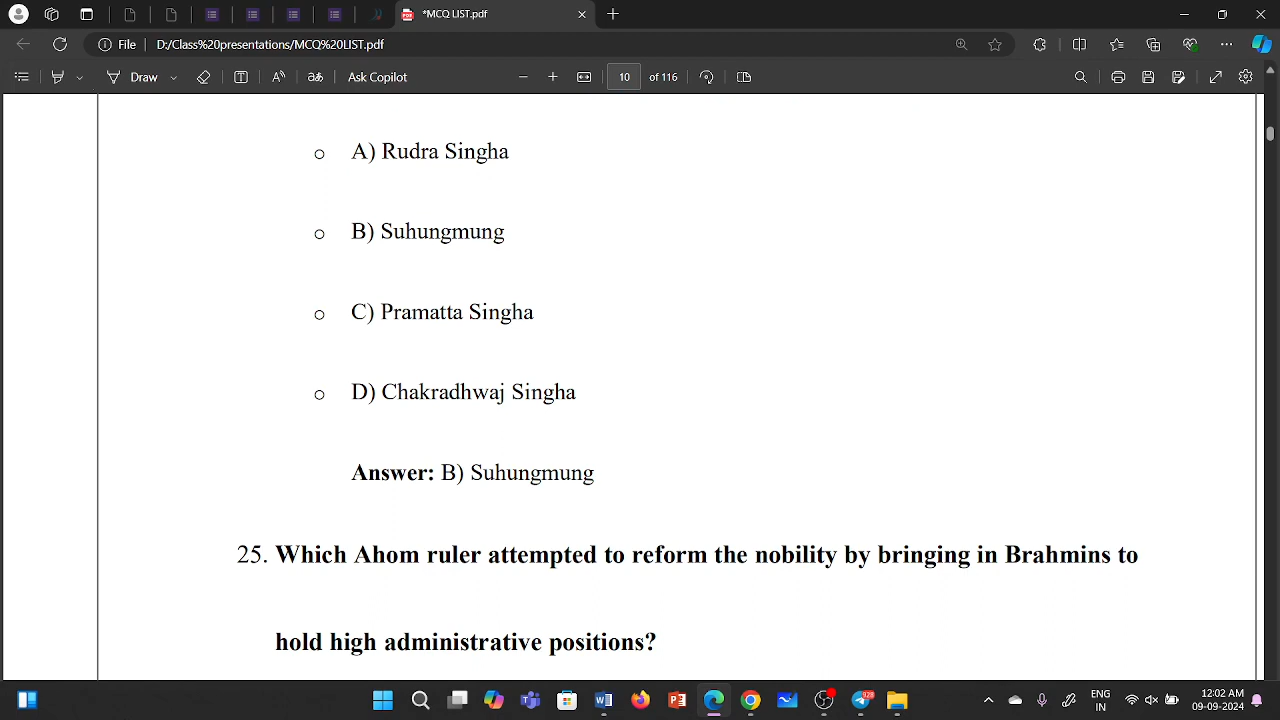 *MCQ LIST.pdf
File
D:/Class%20presentations/MCQ%20LIST.pdf
Draw
Ask Copilot
10 of 116
A) Rudra Singha
B) Suhungmung
C) Pramatta Singha
D) Chakradhwaj Singha
Answer: B) Suhungmung
25. Which Ahom ruler attempted to reform the nobility by bringing in Brahmins to
hold high administrative positions?
ENG
IN
12:02 AM
09-09-2024